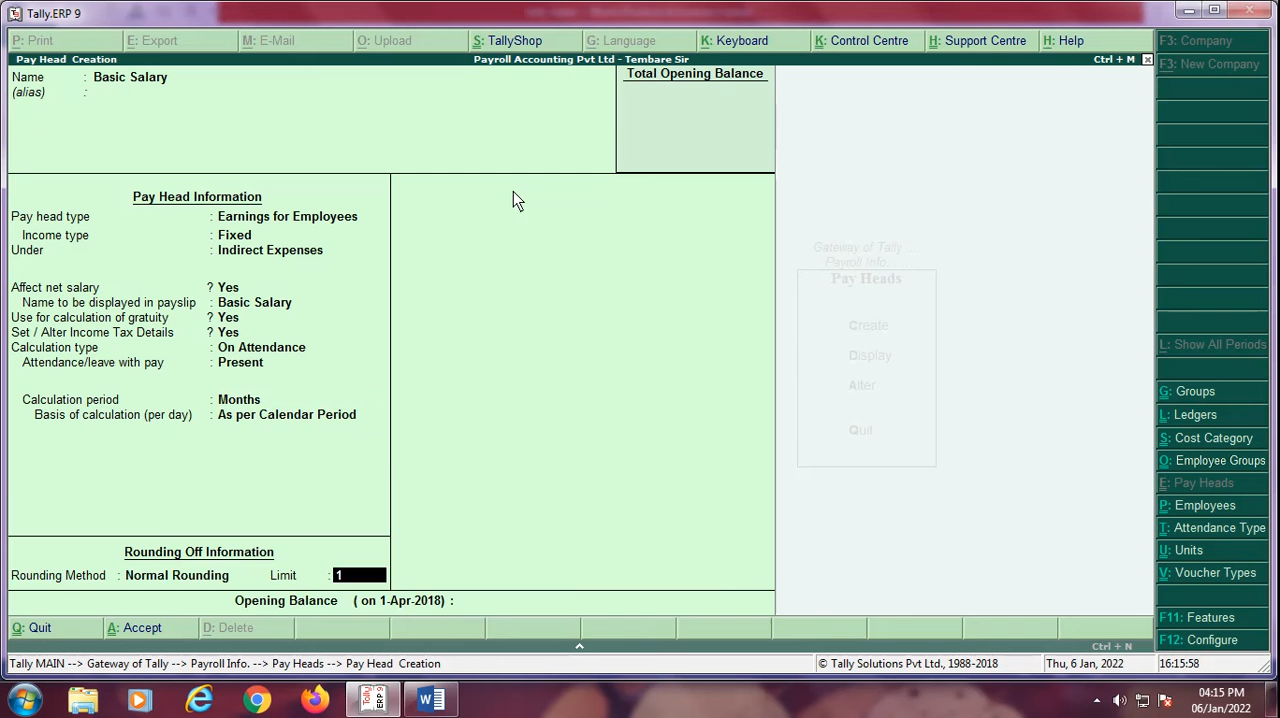 Tally.ERP 9
P: Print E: Export M: E-Mail O: Upload S: TallyShop G: Language K: Keyboard K: Control Centre H: Support Centre H: Help
Pay Head Creation Payroll Accounting Pvt Ltd - Tembare Sir Ctrl + M
Name : Basic Salary
(alias) :
Total Opening Balance
Pay Head Information
Pay head type : Earnings for Employees
Income type : Fixed
Under : Indirect Expenses
Affect net salary ? Yes
Name to be displayed in payslip : Basic Salary
Use for calculation of gratuity ? Yes
Set / Alter Income Tax Details ? Yes
Calculation type : On Attendance
Attendance/leave with pay : Present
Calculation period : Months
Basis of calculation (per day) : As per Calendar Period
Rounding Off Information
Rounding Method : Normal Rounding Limit : 1
Opening Balance ( on 1-Apr-2018) :
Gateway of Tally ....
Payroll Info. ...
Pay Heads
Create
Display
Alter
Quit
F3: Company
F3: New Company
L: Show All Periods
G: Groups
L: Ledgers
S: Cost Category
O: Employee Groups
E: Pay Heads
P: Employees
T: Attendance Type
U: Units
V: Voucher Types
F11: Features
F12: Configure
Q: Quit A: Accept D: Delete
Ctrl + N
Tally MAIN --> Gateway of Tally --> Payroll Info. --> Pay Heads --> Pay Head Creation © Tally Solutions Pvt Ltd., 1988-2018 Thu, 6 Jan, 2022 16:15:58
04:15 PM
06/Jan/2022